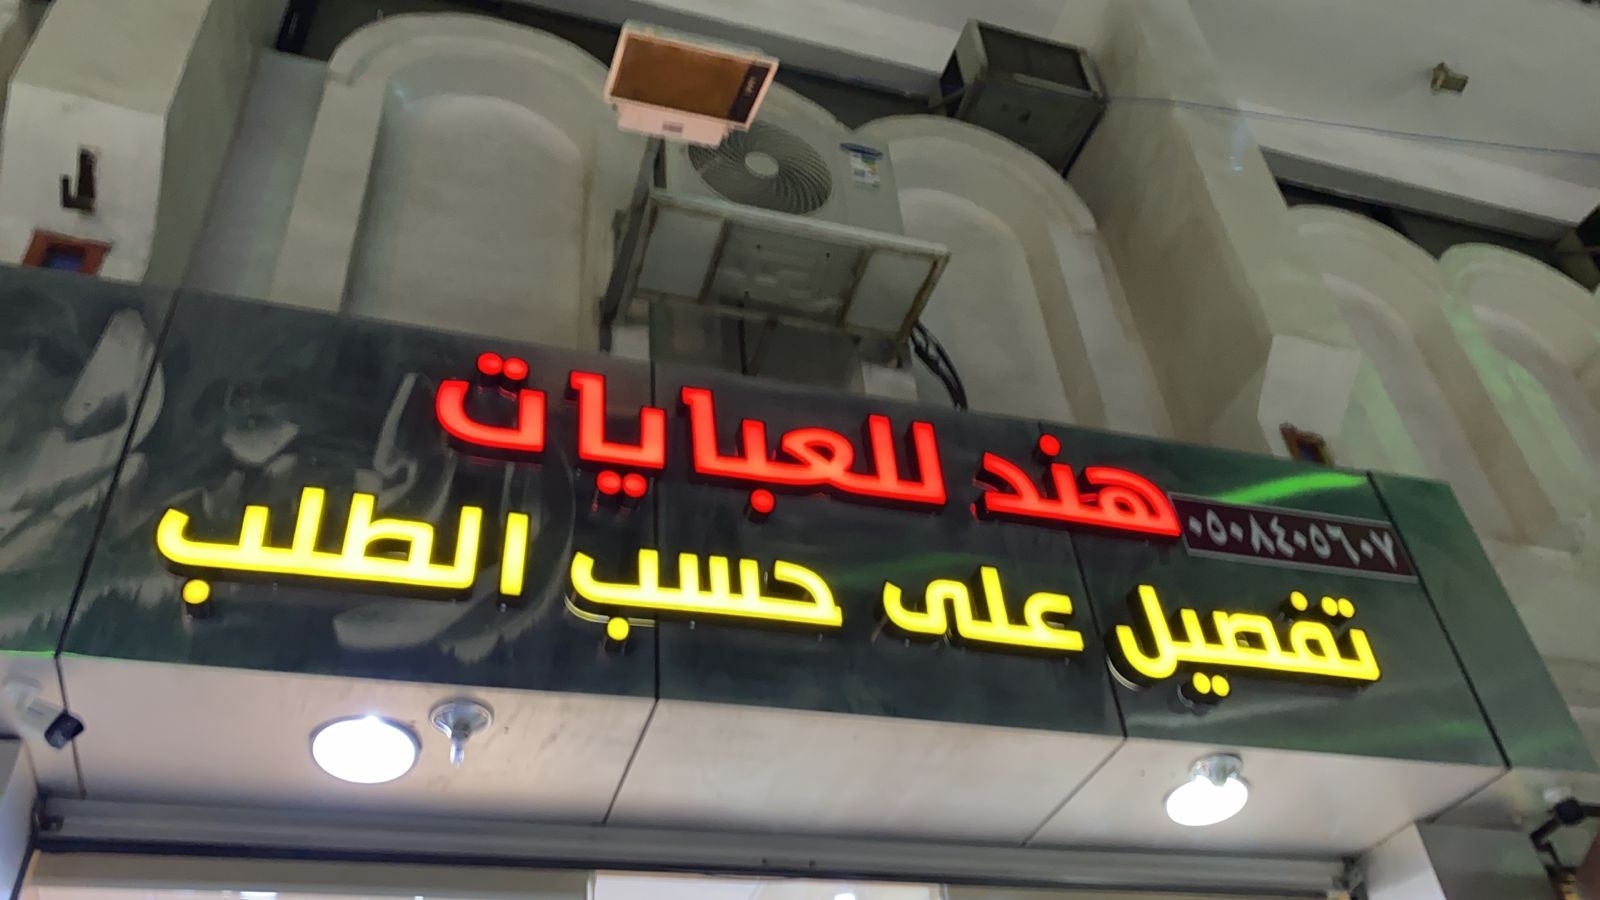 هند للعبايات
٠٥٠٨٤٠٥٦٠٧
تفصيل على حسب الطلب